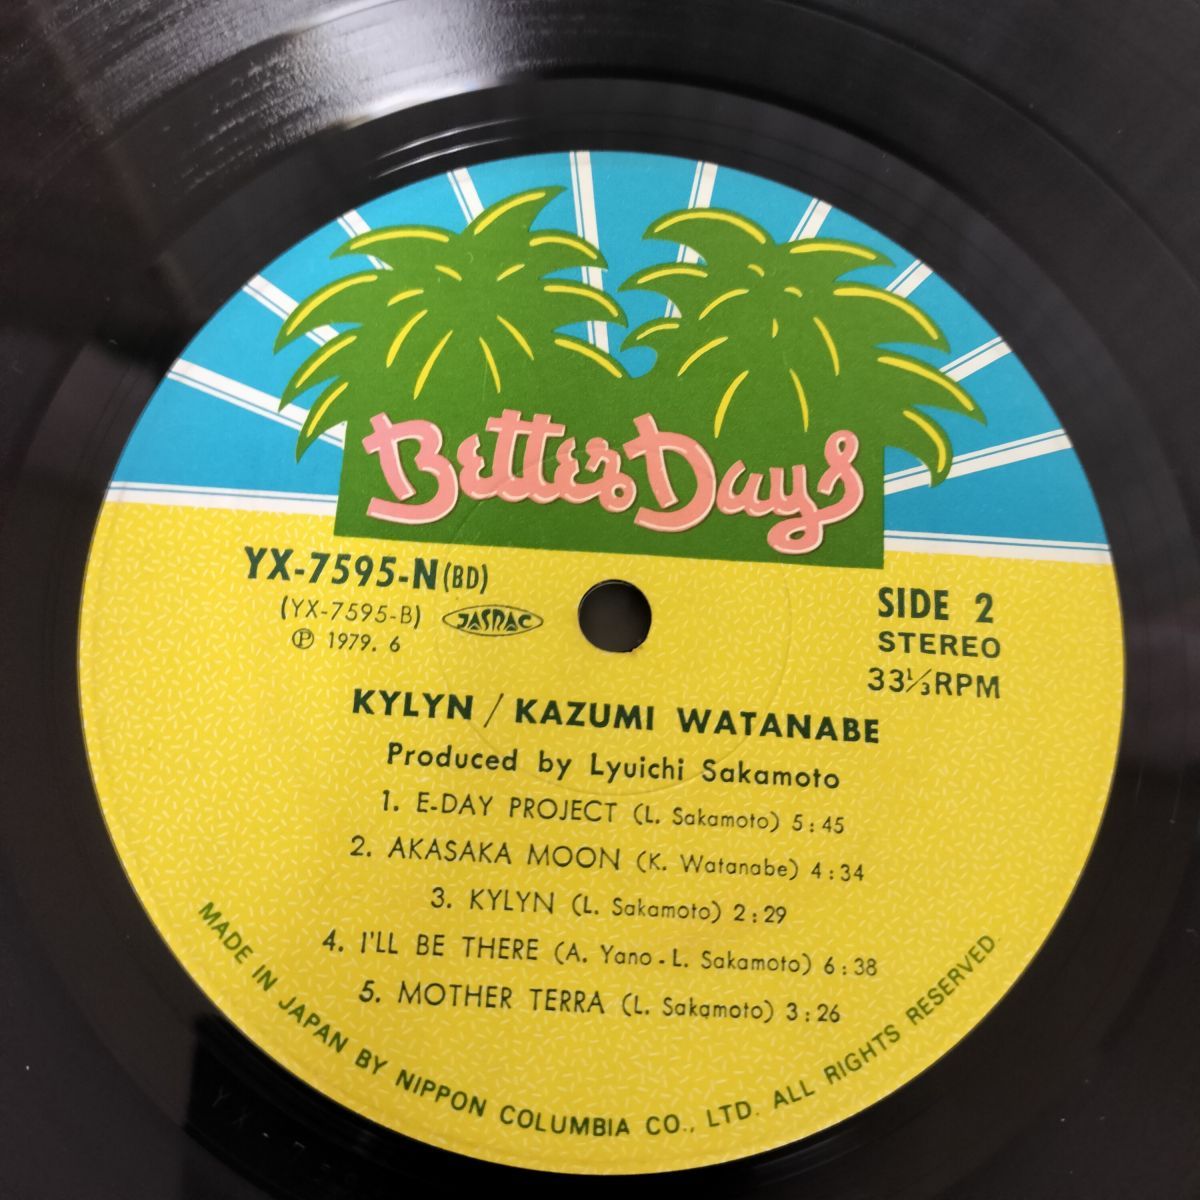 Better Days
YX-7595-N(BD)
(YX-7595-B)
JASRAC
Ⓟ 1979. 6
SIDE 2
STEREO
33⅓RPM
KYLYN / KAZUMI WATANABE
Produced by Lyuichi Sakamoto
1. E-DAY PROJECT (L. Sakamoto) 5:45
2. AKASAKA MOON (K. Watanabe) 4:34
3. KYLYN (L. Sakamoto) 2:29
4. I'LL BE THERE (A. Yano - L. Sakamoto) 6:38
5. MOTHER TERRA (L. Sakamoto) 3:26
MADE IN JAPAN BY NIPPON COLUMBIA CO., LTD. ALL RIGHTS RESERVED.